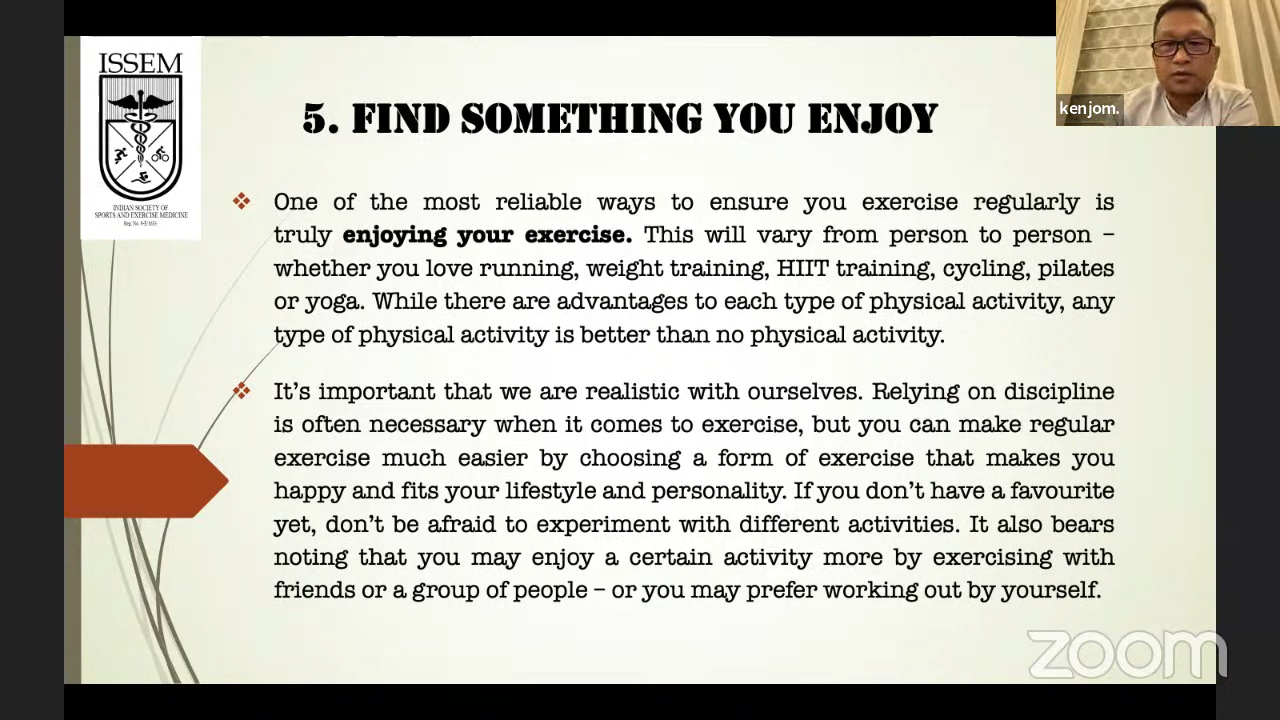 ISSEM
INDIAN SOCIETY OF
SPORTS AND EXERCISE MEDICINE
kenjom.
5. FIND SOMETHING YOU ENJOY
One of the most reliable ways to ensure you exercise regularly is
truly enjoying your exercise. This will vary from person to person –
whether you love running, weight training, HIIT training, cycling, pilates
or yoga. While there are advantages to each type of physical activity, any
type of physical activity is better than no physical activity.
It's important that we are realistic with ourselves. Relying on discipline
is often necessary when it comes to exercise, but you can make regular
exercise much easier by choosing a form of exercise that makes you
happy and fits your lifestyle and personality. If you don't have a favourite
yet, don't be afraid to experiment with different activities. It also bears
noting that you may enjoy a certain activity more by exercising with
friends or a group of people – or you may prefer working out by yourself.
zoom